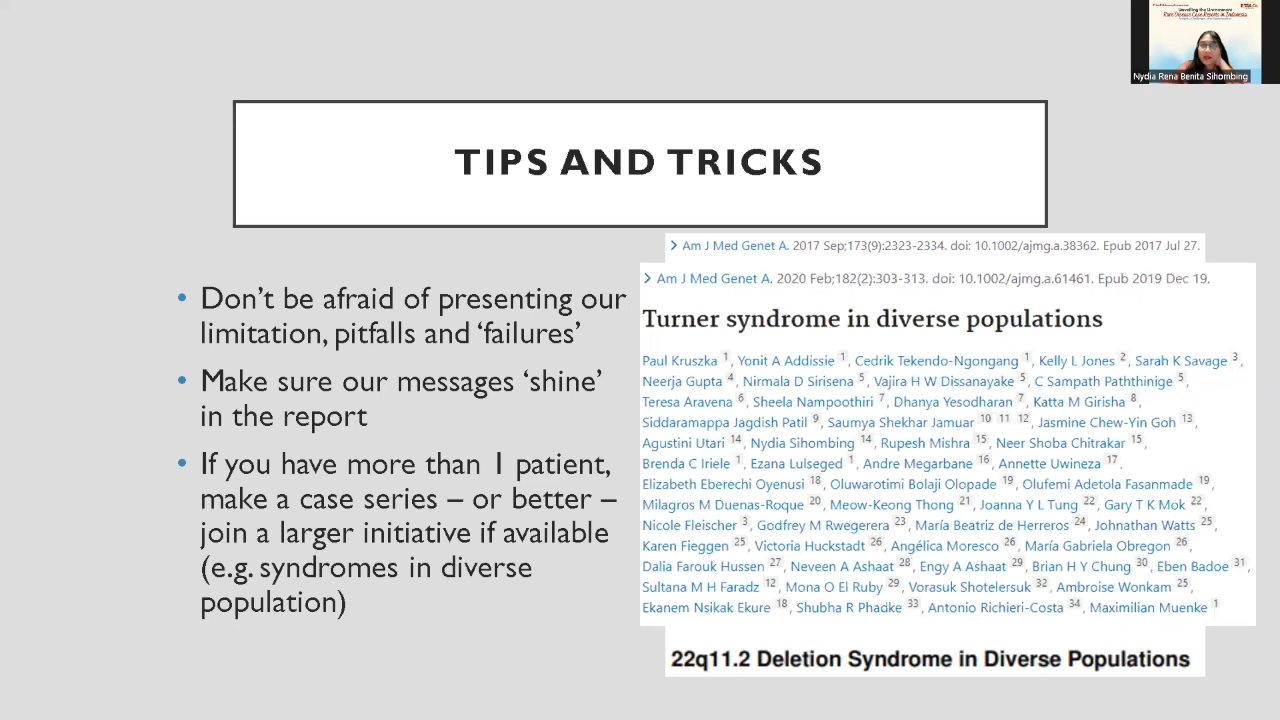 Unveiling the Uncommon:
Rare Disease Case Reports in Indonesia
Nydia Rena Benita Sihombing
TIPS AND TRICKS
• Don't be afraid of presenting our
limitation, pitfalls and ‘failures’
• Make sure our messages ‘shine’
in the report
• If you have more than 1 patient,
make a case series – or better –
join a larger initiative if available
(e.g. syndromes in diverse
population)
> Am J Med Genet A. 2017 Sep;173(9):2323-2334. doi: 10.1002/ajmg.a.38362. Epub 2017 Jul 27.
> Am J Med Genet A. 2020 Feb;182(2):303-313. doi: 10.1002/ajmg.a.61461. Epub 2019 Dec 19.
Turner syndrome in diverse populations
Paul Kruszka 1, Yonit A Addissie 1, Cedrik Tekendo-Ngongang 1, Kelly L Jones 2, Sarah K Savage 3,
Neerja Gupta 4, Nirmala D Sirisena 5, Vajira H W Dissanayake 5, C Sampath Paththinige 5,
Teresa Aravena 6, Sheela Nampoothiri 7, Dhanya Yesodharan 7, Katta M Girisha 8,
Siddaramappa Jagdish Patil 9, Saumya Shekhar Jamuar 10 11 12, Jasmine Chew-Yin Goh 13,
Agustini Utari 14, Nydia Sihombing 14, Rupesh Mishra 15, Neer Shoba Chitrakar 15,
Brenda C Iriele 1, Ezana Lulseged 1, Andre Megarbane 16, Annette Uwineza 17,
Elizabeth Eberechi Oyenusi 18, Oluwarotimi Bolaji Olopade 19, Olufemi Adetola Fasanmade 19,
Milagros M Duenas-Roque 20, Meow-Keong Thong 21, Joanna Y L Tung 22, Gary T K Mok 22,
Nicole Fleischer 3, Godfrey M Rwegerera 23, María Beatriz de Herreros 24, Johnathan Watts 25,
Karen Fieggen 25, Victoria Huckstadt 26, Angélica Moresco 26, María Gabriela Obregon 26,
Dalia Farouk Hussen 27, Neveen A Ashaat 28, Engy A Ashaat 29, Brian H Y Chung 30, Eben Badoe 31,
Sultana M H Faradz 12, Mona O El Ruby 29, Vorasuk Shotelersuk 32, Ambroise Wonkam 25,
Ekanem Nsikak Ekure 18, Shubha R Phadke 33, Antonio Richieri-Costa 34, Maximilian Muenke 1
22q11.2 Deletion Syndrome in Diverse Populations